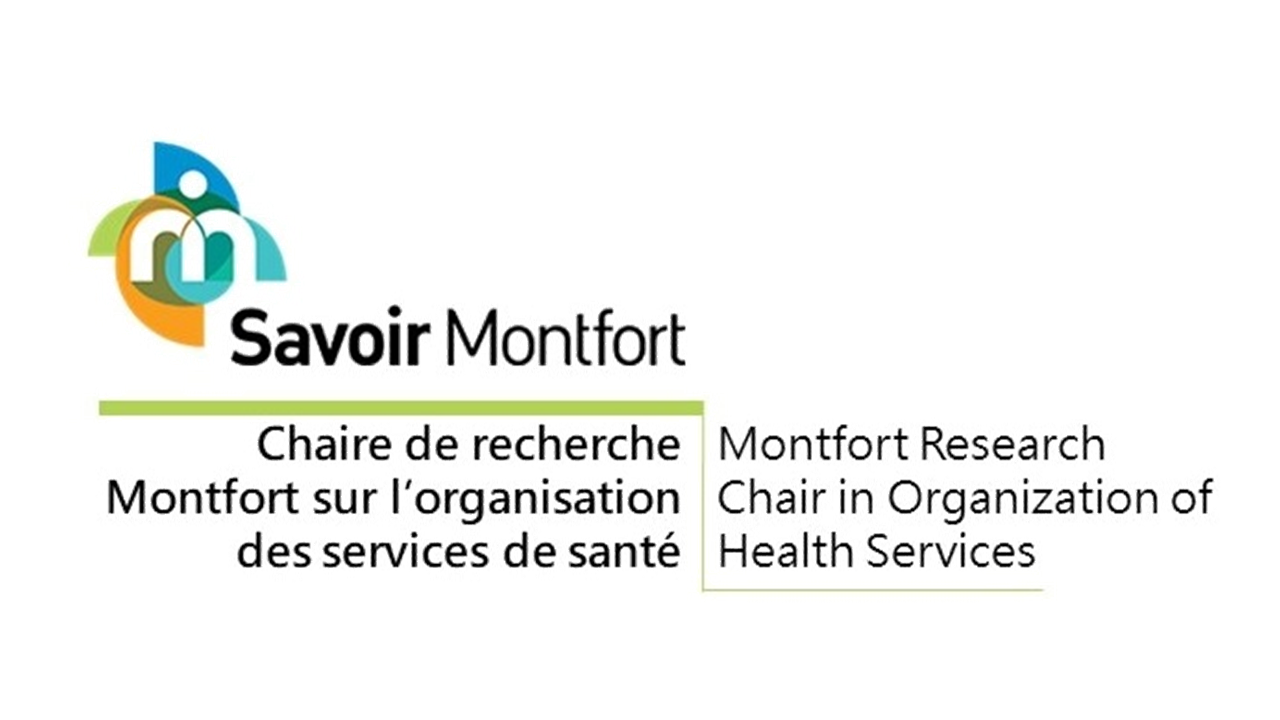 m
Savoir Montfort
Chaire de recherche
Montfort sur l'organisation
des services de santé
Montfort Research
Chair in Organization of
Health Services